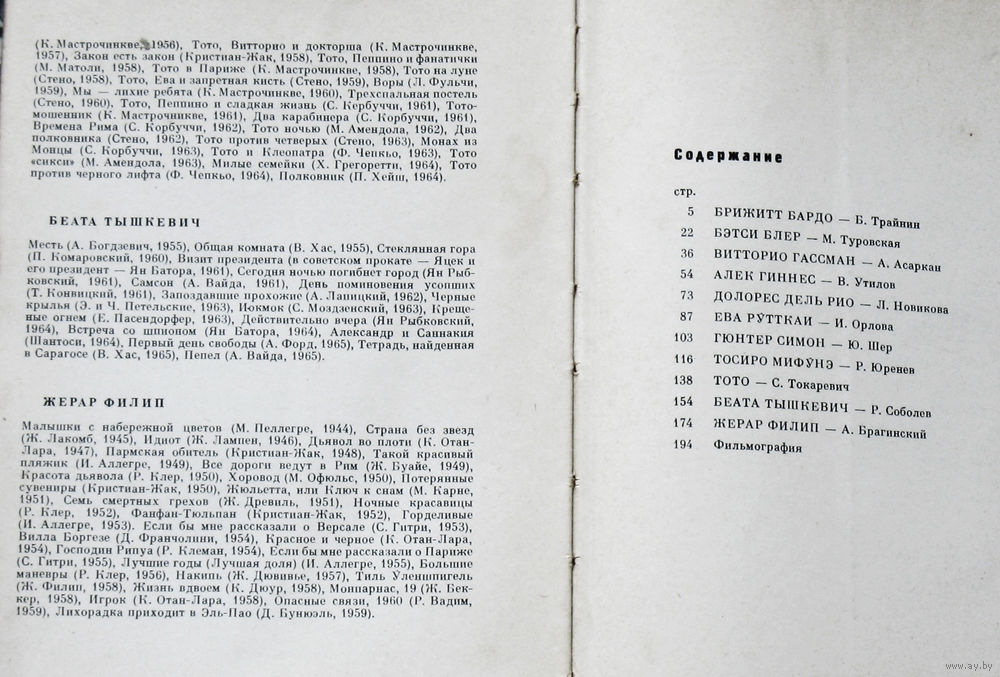 (К. Мастрочинкве, 1956), Тото, Витторио и докторша (К. Мастрочинкве,
1957), Закон есть закон (Кристиан-Жак, 1958), Тото, Пеппино и фанатички
(М. Матоли, 1958), Тото в Париже (К. Мастрочинкве, 1958), Тото на луне
(Стено, 1958), Тото, Ева и запретная кисть (Стено, 1959), Воры (Л. Фульчи,
1959), Мы — лихие ребята (К. Мастрочинкве, 1960), Трехспальная постель
(Стено, 1960), Тото, Пеппино и сладкая жизнь (С. Кербуччи, 1961), Тото-
мошенник (К. Мастрочинкве, 1961), Два карабинера (С. Корбуччи, 1961),
Времена Рима (С. Корбуччи, 1962), Тото ночью (М. Амендола, 1962), Два
полковника (Стено, 1962), Тото против четверых (Стено, 1963), Монах из
Монцы (С. Корбуччи, 1963), Тото и Клеопатра (Ф. Чепкьо, 1963), Тото
«сикси» (М. Амендола, 1963), Милые семейки (Х. Грегоретти, 1964), Тото
против черного лифта (Ф. Чепкьо, 1964), Полковник (П. Хейш, 1964).
БЕАТА ТЫШКЕВИЧ
Месть (А. Богдзевич, 1955), Общая комната (В. Хас, 1955), Стеклянная гора
(П. Комаровский, 1960), Визит президента (в советском прокате — Яцек и
его президент — Ян Батора, 1961), Сегодня ночью погибнет город (Ян Рыб-
ковский, 1961), Самсон (А. Вайда, 1961), День поминовения усопших
(Т. Конвицкий, 1961), Запоздавшие прохожие (А. Лапицкий, 1962), Черные
крылья (Э. и Ч. Петельские, 1963), Иокмок (С. Моздзенский, 1963), Креще-
ные огнем (Е. Пасендорфер, 1963), Действительно вчера (Ян Рыбковский,
1964), Встреча со шпионом (Ян Батора, 1964), Александр и Саннакия
(Шантоси, 1964), Первый день свободы (А. Форд, 1965), Тетрадь, найденная
в Сарагосе (В. Хас, 1965), Пепел (А. Вайда, 1965).
ЖЕРАР ФИЛИП
Малышки с набережной цветов (М. Пеллегре, 1944), Страна без звезд
(Ж. Лакомб, 1945), Идиот (Ж. Лампен, 1946), Дьявол во плоти (К. Отан-
Лара, 1947), Пармская обитель (Кристиан-Жак, 1948), Такой красивый
пляжик (И. Аллегре, 1949), Все дороги ведут в Рим (Ж. Буайе, 1949),
Красота дьявола (Р. Клер, 1950), Хоровод (М. Офюльс, 1950), Потерянные
сувениры (Кристиан-Жак, 1950), Жюльетта, или Ключ к снам (М. Карне,
1951), Семь смертных грехов (Ж. Древиль, 1951), Ночные красавицы
(Р. Клер, 1952), Фанфан-Тюльпан (Кристиан-Жак, 1952), Горделивые
(И. Аллегре, 1953). Если бы мне рассказали о Версале (С. Гитри, 1953),
Вилла Боргезе (Д. Франчолини, 1954), Красное и черное (К. Отан-Лара,
1954), Господин Рипуа (Р. Клеман, 1954), Если бы мне рассказали о Париже
(С. Гитри, 1955), Лучшие годы (Лучшая доля) (И. Аллегре, 1955), Большие
маневры (Р. Клер, 1956), Накипь (Ж. Дювивье, 1957), Тиль Уленшпигель
(Ж. Филип, 1958), Жизнь вдвоем (К. Дюур, 1958), Монпарнас, 19 (Ж. Бек-
кер, 1958), Игрок (К. Отан-Лара, 1958), Опасные связи, 1960 (Р. Вадим,
1959), Лихорадка приходит в Эль-Пао (Д. Бунюэль, 1959).
Содержание
стр.
5 БРИЖИТТ БАРДО — Б. Трайнин
22 БЭТСИ БЛЕР — М. Туровская
36 ВИТТОРИО ГАССМАН — А. Асаркан
54 АЛЕК ГИННЕС — В. Утилов
73 ДОЛОРЕС ДЕЛЬ РИО — Л. Новикова
87 ЕВА РУТТКАИ — И. Орлова
103 ГЮНТЕР СИМОН — Ю. Шер
116 ТОСИРО МИФУНЭ — Р. Юренев
138 ТОТО — С. Токаревич
154 БЕАТА ТЫШКЕВИЧ — Р. Соболев
174 ЖЕРАР ФИЛИП — А. Брагинский
194 Фильмография
www.ay.by